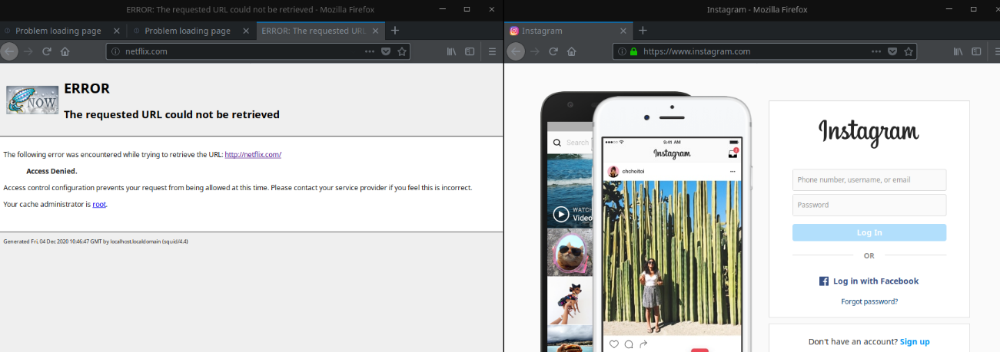 ERROR: The requested URL could not be retrieved - Mozilla Firefox
Problem loading page
Problem loading page
ERROR: The requested URL
netflix.com
NOW
ERROR
The requested URL could not be retrieved
The following error was encountered while trying to retrieve the URL: http://netflix.com/
Access Denied.
Access control configuration prevents your request from being allowed at this time. Please contact your service provider if you feel this is incorrect.
Your cache administrator is root.
Generated Fri, 04 Dec 2020 10:46:47 GMT by localhost.localdomain (squid/4.4)
Instagram - Mozilla Firefox
Instagram
https://www.instagram.com
Search
WATCH
Video
9:41 AM
Instagram
chcheitoi
Instagram
Phone number, username, or email
Password
Log In
OR
Log in with Facebook
Forgot password?
Don't have an account? Sign up